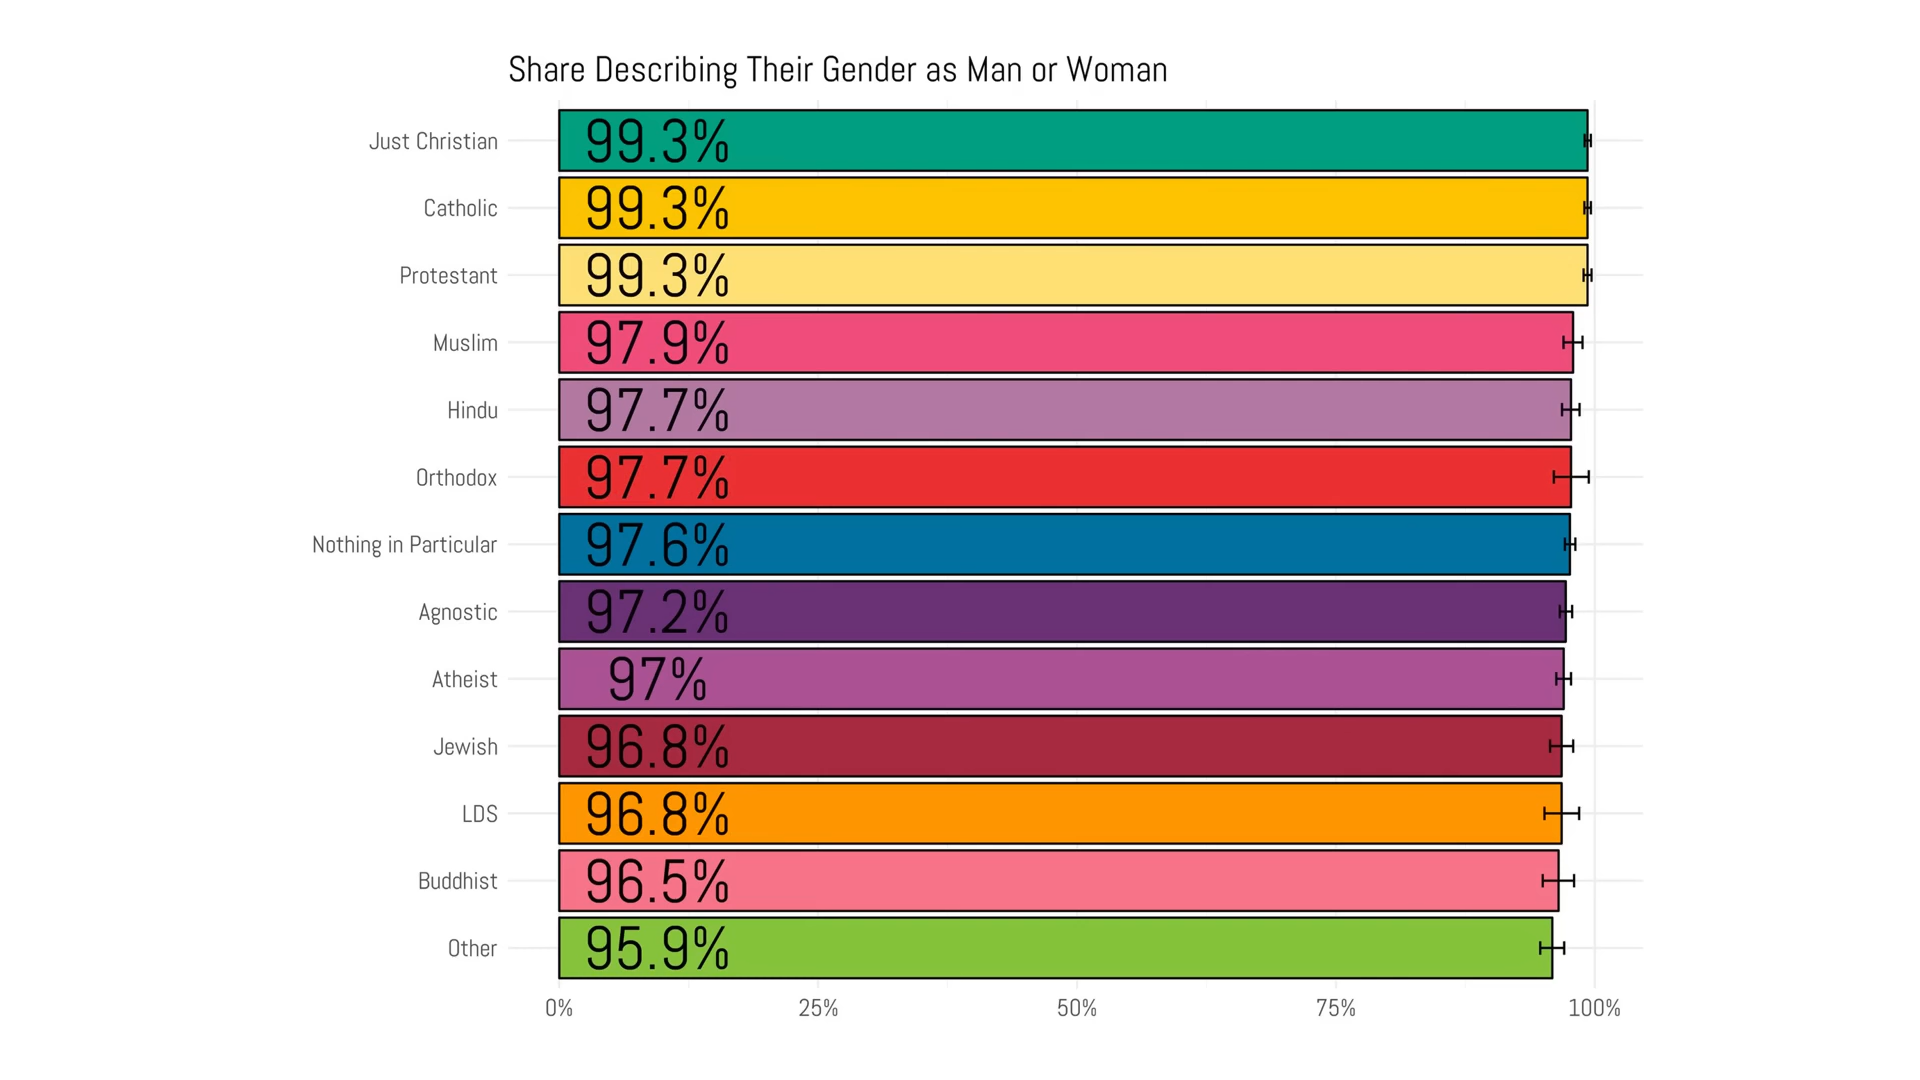 Share Describing Their Gender as Man or Woman
Just Christian 99.3%
Catholic 99.3%
Protestant 99.3%
Muslim 97.9%
Hindu 97.7%
Orthodox 97.7%
Nothing in Particular 97.6%
Agnostic 97.2%
Atheist 97%
Jewish 96.8%
LDS 96.8%
Buddhist 96.5%
Other 95.9%
0% 25% 50% 75% 100%